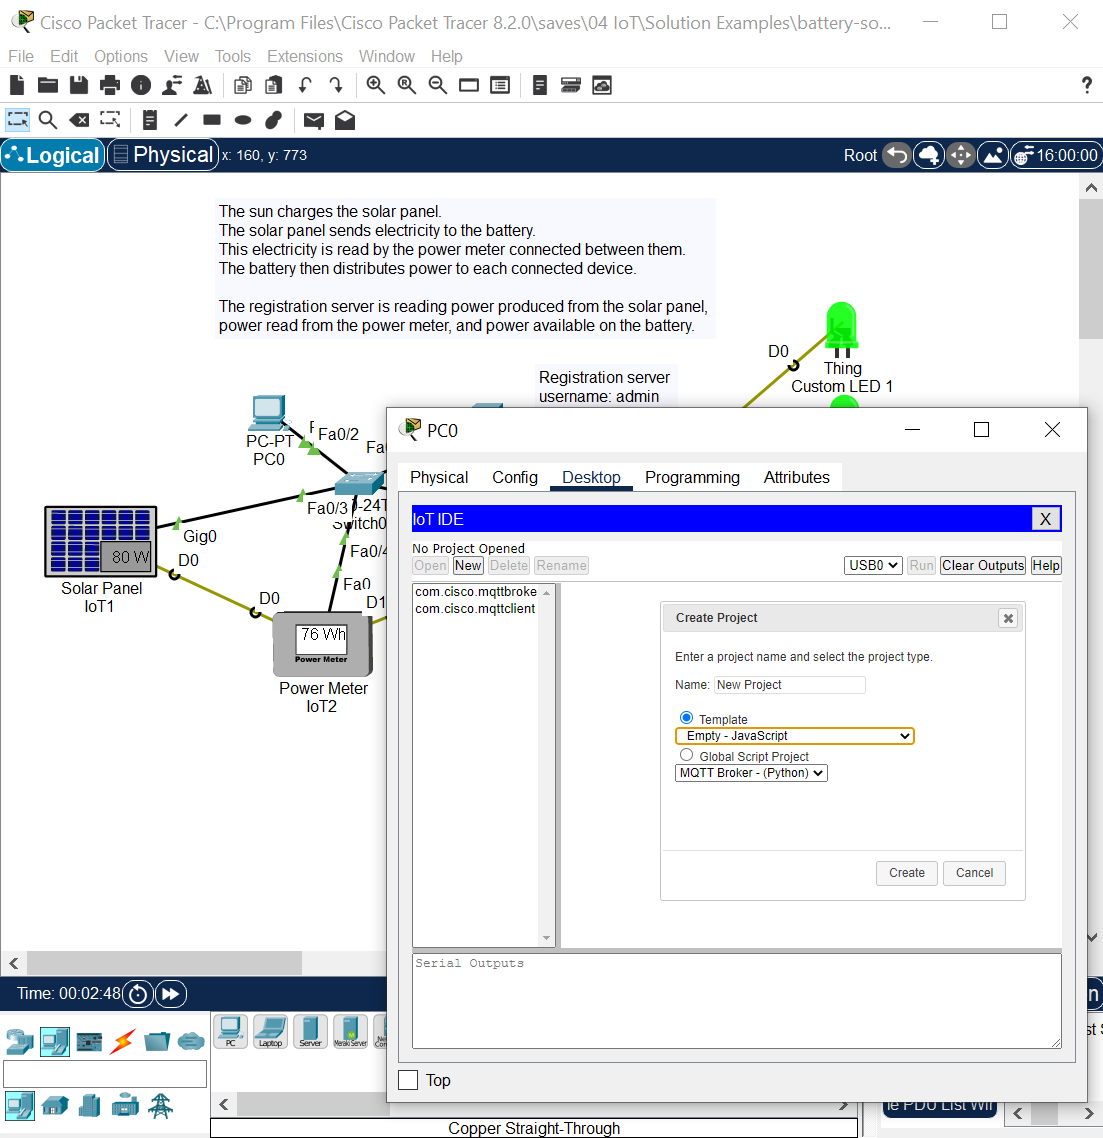 Cisco Packet Tracer - C:\Program Files\Cisco Packet Tracer 8.2.0\saves\04 IoT\Solution Examples\battery-so...
File Edit Options View Tools Extensions Window Help
?
Logical Physical x: 160, y: 773 Root 16:00:00
The sun charges the solar panel.
The solar panel sends electricity to the battery.
This electricity is read by the power meter connected between them.
The battery then distributes power to each connected device.
The registration server is reading power produced from the solar panel,
power read from the power meter, and power available on the battery.
D0
Thing
Custom LED 1
Registration server
username: admin
F Fa0/2
Fa
PC-PT
PC0
Fa0/3
-24T
Switch0
Gig0
80 W
D0
Solar Panel
IoT1
Fa0/4
Fa0
D0
D1
76 Wh
Power Meter
Power Meter
IoT2
PC0
Physical Config Desktop Programming Attributes
IoT IDE X
No Project Opened
Open New Delete Rename USB0 Run Clear Outputs Help
com.cisco.mqttbroke
com.cisco.mqttclient
Create Project
Enter a project name and select the project type.
Name: New Project
Template
Empty - JavaScript
Global Script Project
MQTT Broker - (Python)
Create Cancel
Serial Outputs
Top
Time: 00:02:48
n
PC Laptop Server Meraki Server
st S
Copper Straight-Through
le PDU List Wi